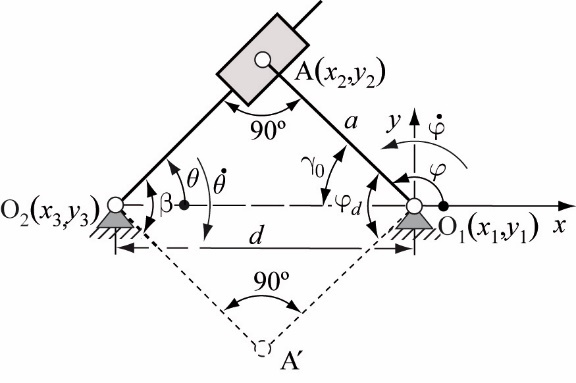 A(x₂,y₂)
90º
a
y
φ̇
γ₀
φ
θ
θ̇
β
φd
O₂(x₃,y₃)
O₁(x₁,y₁)
x
d
90º
A′